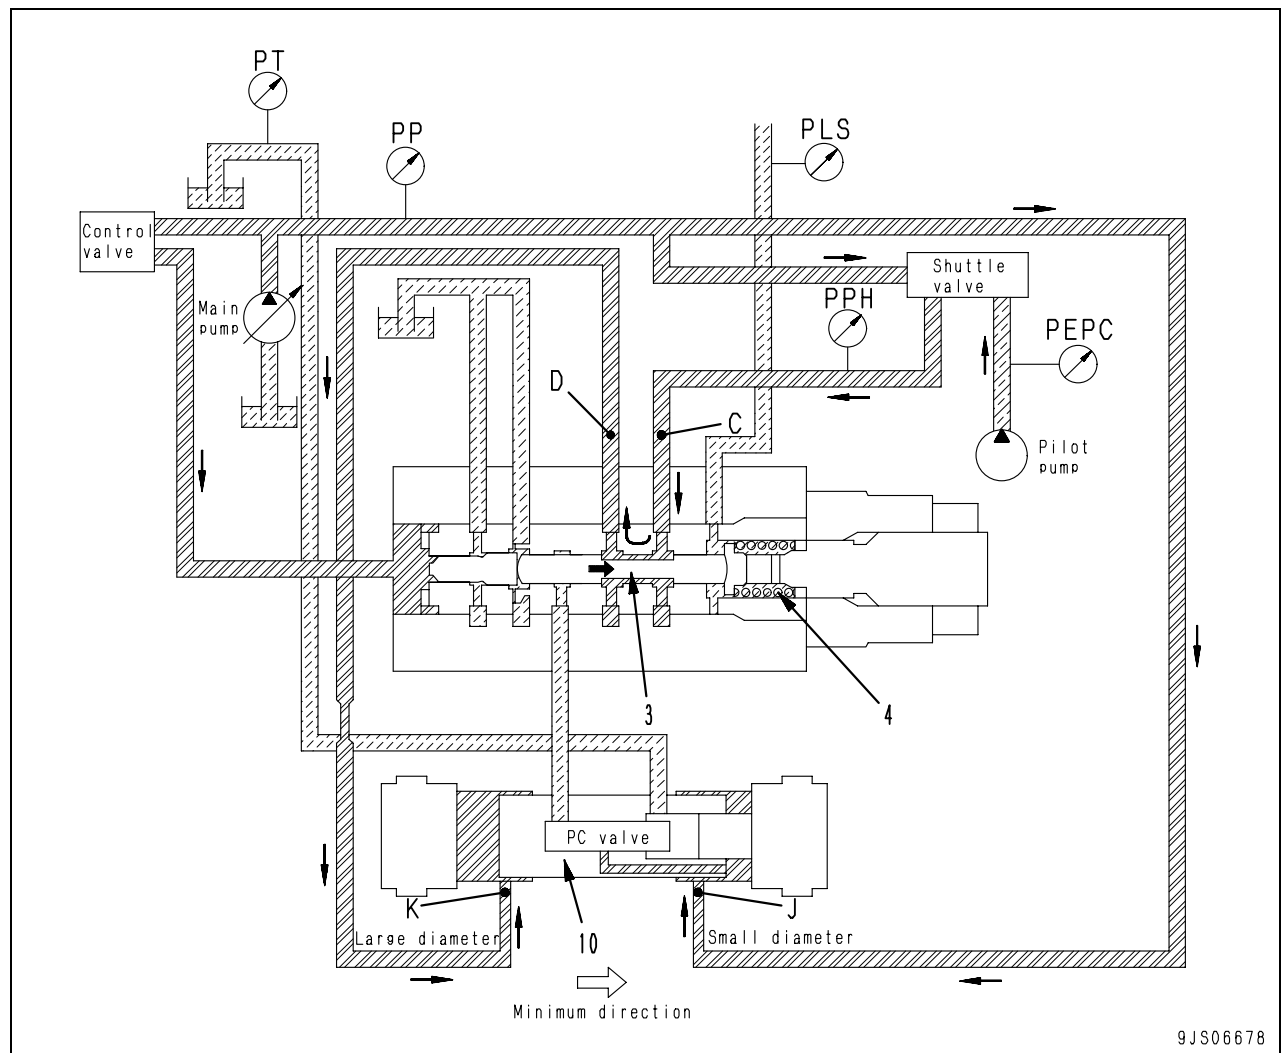 PT
PP
PLS
Control
valve
Shuttle
valve
Main
pump
PPH
PEPC
D
C
Pilot
pump
3
4
PC valve
K
J
Large diameter
10
Small diameter
Minimum direction
9JS06678